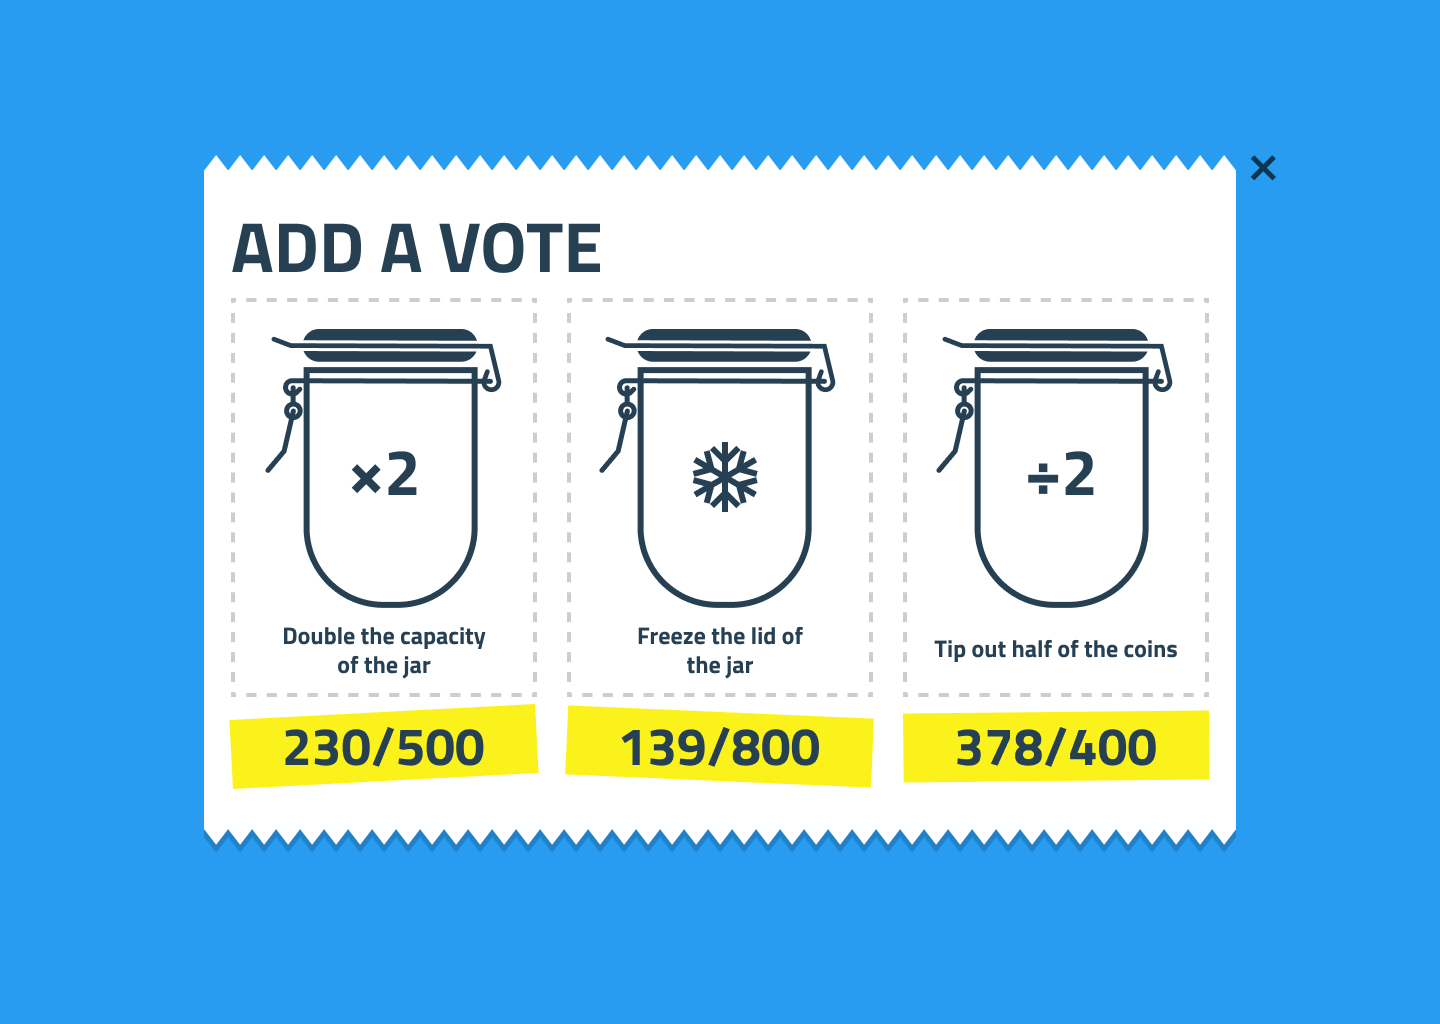 ADD A VOTE
×2
÷2
Double the capacity
of the jar
Freeze the lid of
the jar
Tip out half of the coins
230/500
139/800
378/400